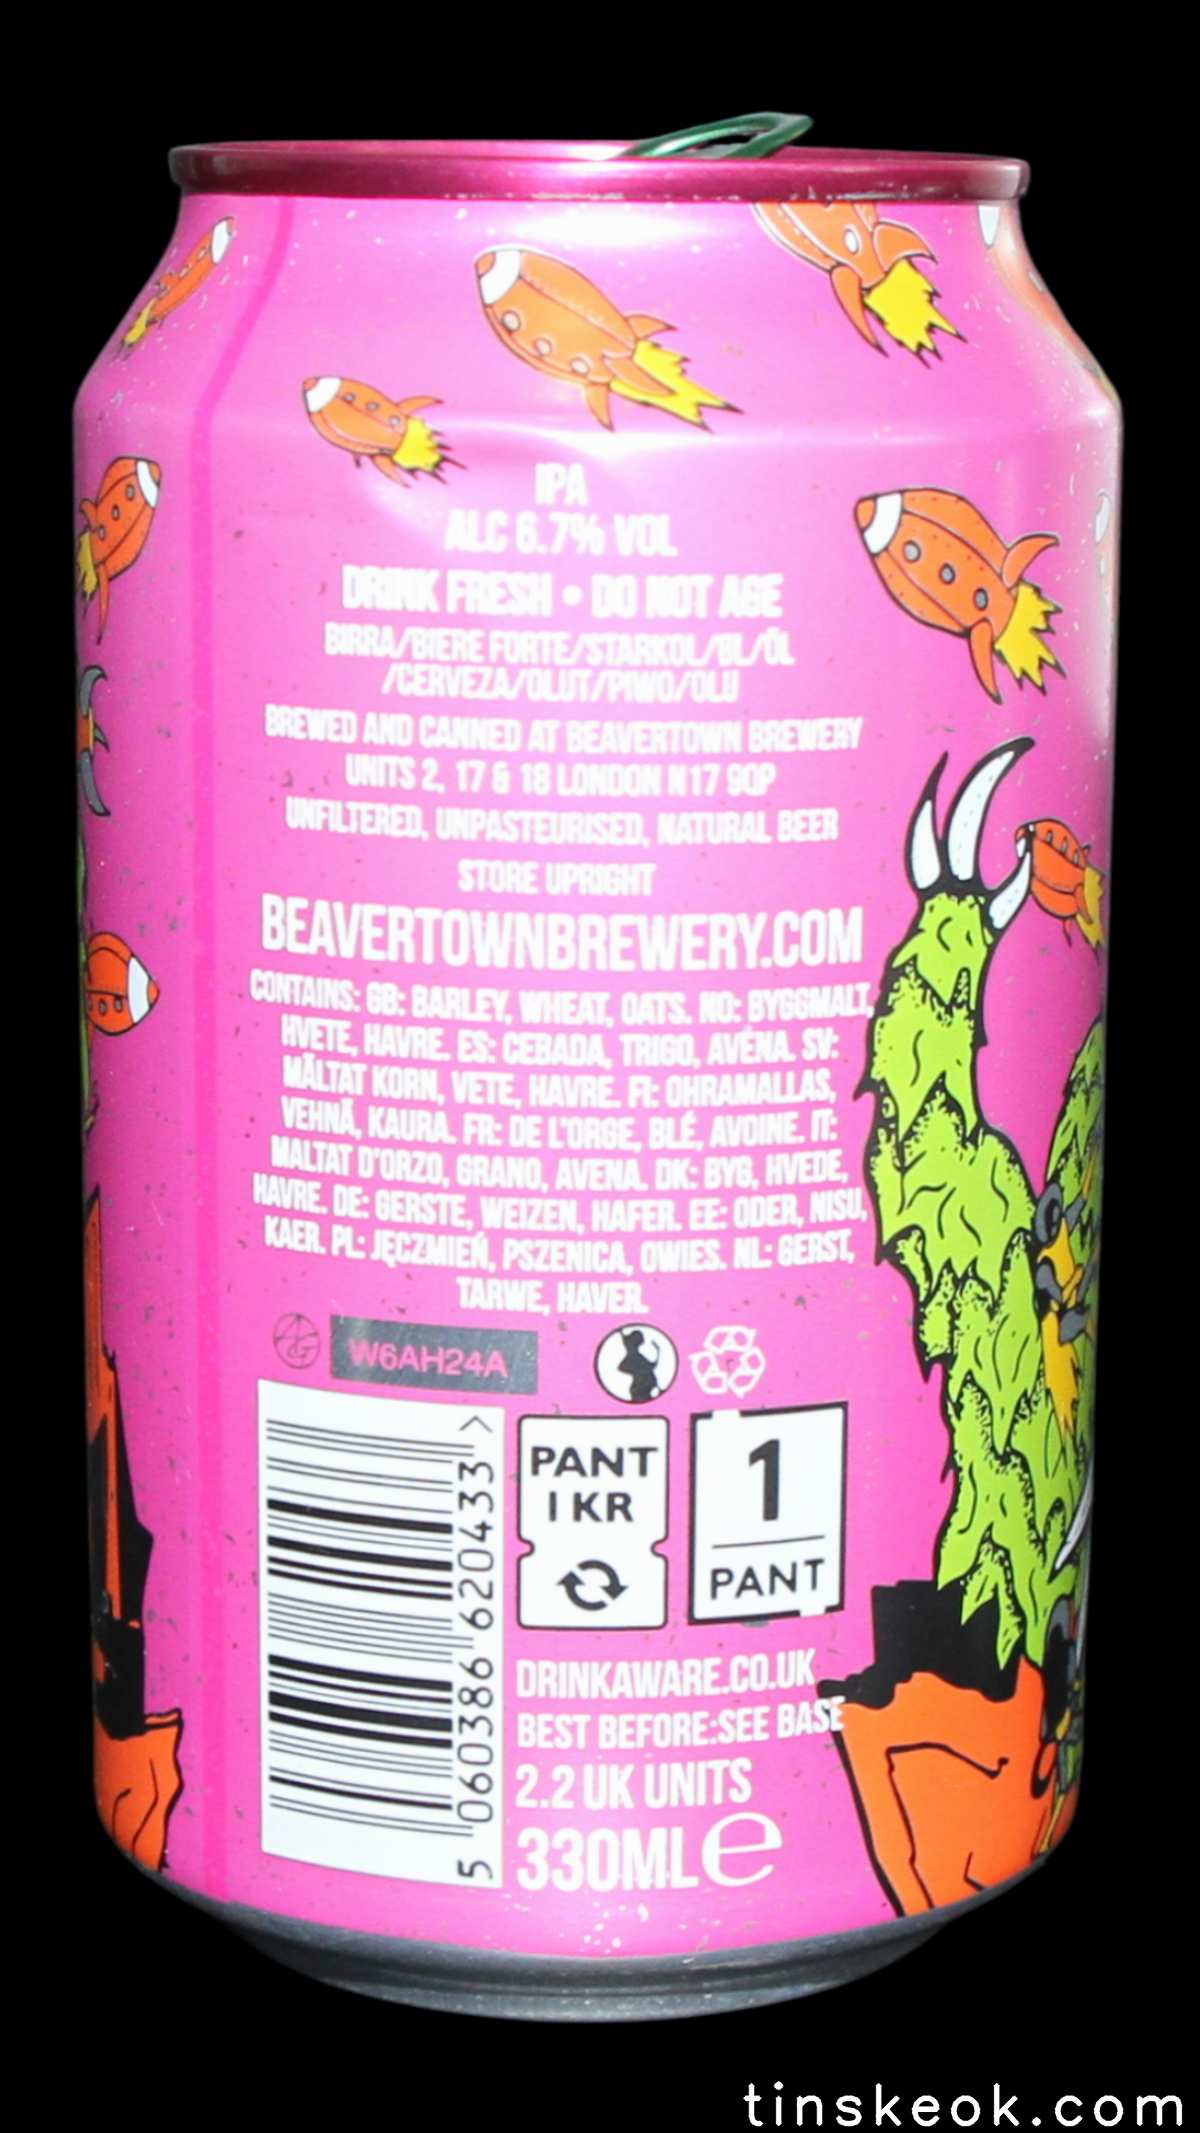 IPA
ALC 6.7% VOL
DRINK FRESH • DO NOT AGE
BIRRA/BIERE FORTE/STARKOL/ØL/ÖL
/CERVEZA/OLUT/PIWO/OLU
BREWED AND CANNED AT BEAVERTOWN BREWERY
UNITS 2, 17 & 18 LONDON N17 9QP
UNFILTERED, UNPASTEURISED, NATURAL BEER
STORE UPRIGHT
BEAVERTOWNBREWERY.COM
CONTAINS: GB: BARLEY, WHEAT, OATS. NO: BYGGMALT,
HVETE, HAVRE. ES: CEBADA, TRIGO, AVENA. SV:
MÄLTAT KORN, VETE, HAVRE. FI: OHRAMALLAS,
VEHNÄ, KAURA. FR: DE L'ORGE, BLÉ, AVOINE. IT:
MALTAT D'ORZO, GRANO, AVENA. DK: BYG, HVEDE,
HAVRE. DE: GERSTE, WEIZEN, HAFER. EE: ODER, NISU,
KAER. PL: JĘCZMIEŃ, PSZENICA, OWIES. NL: GERST,
TARWE, HAVER.
W6AH24A
PANT
1 KR
1
PANT
5 060386 620433 >
DRINKAWARE.CO.UK
BEST BEFORE:SEE BASE
2.2 UK UNITS
330ML e
tinskeok.com